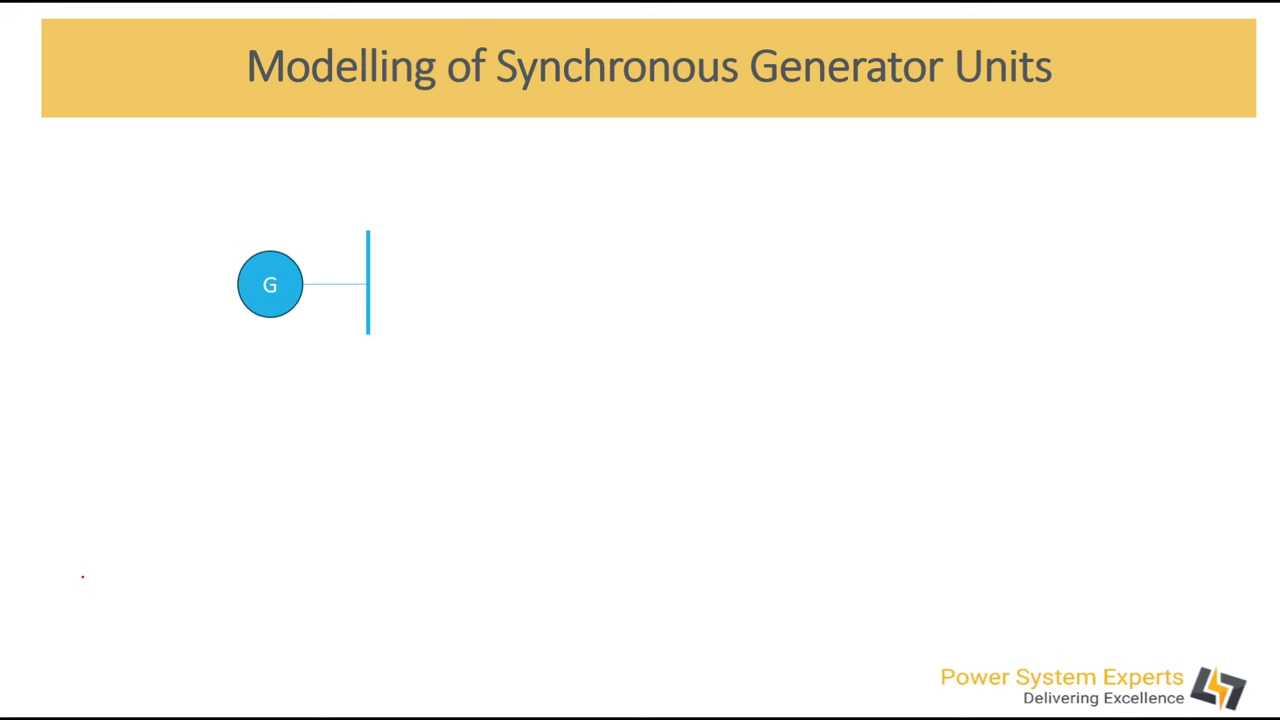 Modelling of Synchronous Generator Units
G
Power System Experts
Delivering Excellence